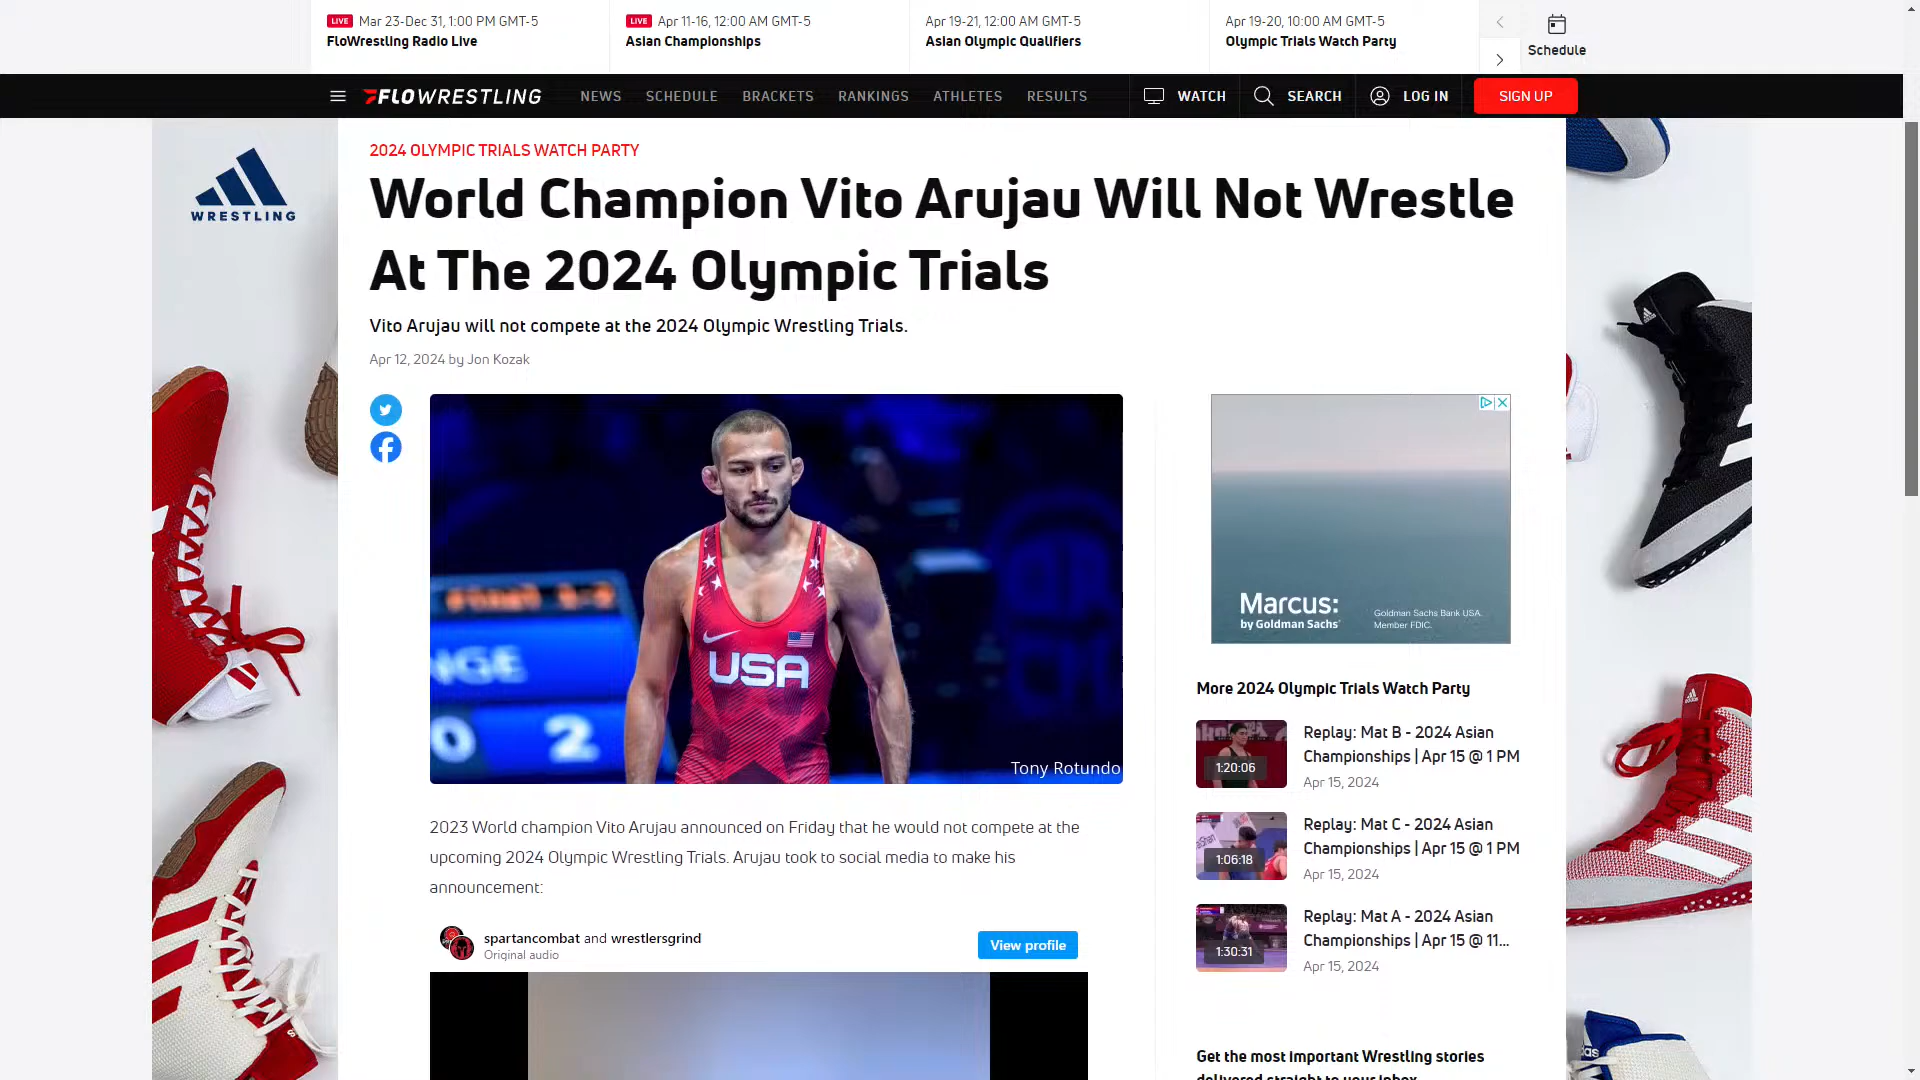 LIVE Mar 23-Dec 31, 1:00 PM GMT-5
FloWrestling Radio Live
LIVE Apr 11-16, 12:00 AM GMT-5
Asian Championships
Apr 19-21, 12:00 AM GMT-5
Asian Olympic Qualifiers
Apr 19-20, 10:00 AM GMT-5
Olympic Trials Watch Party
Schedule
FLOWRESTLING
NEWS
SCHEDULE
BRACKETS
RANKINGS
ATHLETES
RESULTS
WATCH
SEARCH
LOG IN
SIGN UP
WRESTLING
2024 OLYMPIC TRIALS WATCH PARTY
World Champion Vito Arujau Will Not Wrestle
At The 2024 Olympic Trials
Vito Arujau will not compete at the 2024 Olympic Wrestling Trials.
Apr 12, 2024 by Jon Kozak
NGE
USA
0 2
Tony Rotundo
Marcus:
by Goldman Sachs
Goldman Sachs Bank USA.
Member FDIC.
More 2024 Olympic Trials Watch Party
1:20:06
Replay: Mat B - 2024 Asian
Championships | Apr 15 @ 1 PM
Apr 15, 2024
1:06:18
Replay: Mat C - 2024 Asian
Championships | Apr 15 @ 1 PM
Apr 15, 2024
1:30:31
Replay: Mat A - 2024 Asian
Championships | Apr 15 @ 11...
Apr 15, 2024
2023 World champion Vito Arujau announced on Friday that he would not compete at the
upcoming 2024 Olympic Wrestling Trials. Arujau took to social media to make his
announcement:
spartancombat and wrestlersgrind
Original audio
View profile
Get the most important Wrestling stories
delivered straight to your inbox